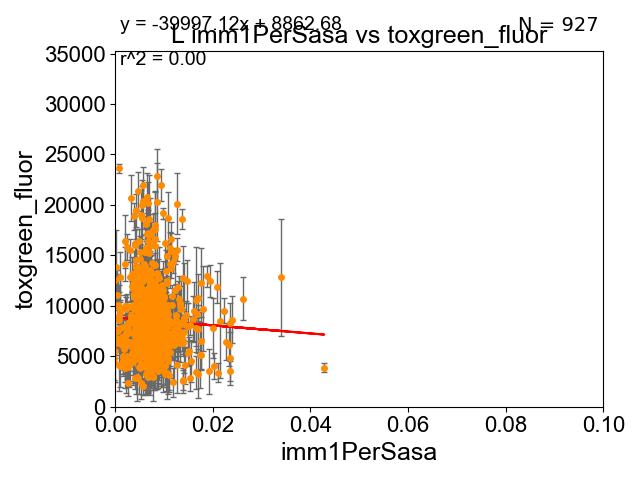 y = -39997.12x + 8862.68
N = 927
L imm1PerSasa vs toxgreen_fluor
r^2 = 0.00
35000
30000
25000
20000
15000
10000
5000
0
toxgreen_fluor
0.00 0.02 0.04 0.06 0.08 0.10
imm1PerSasa